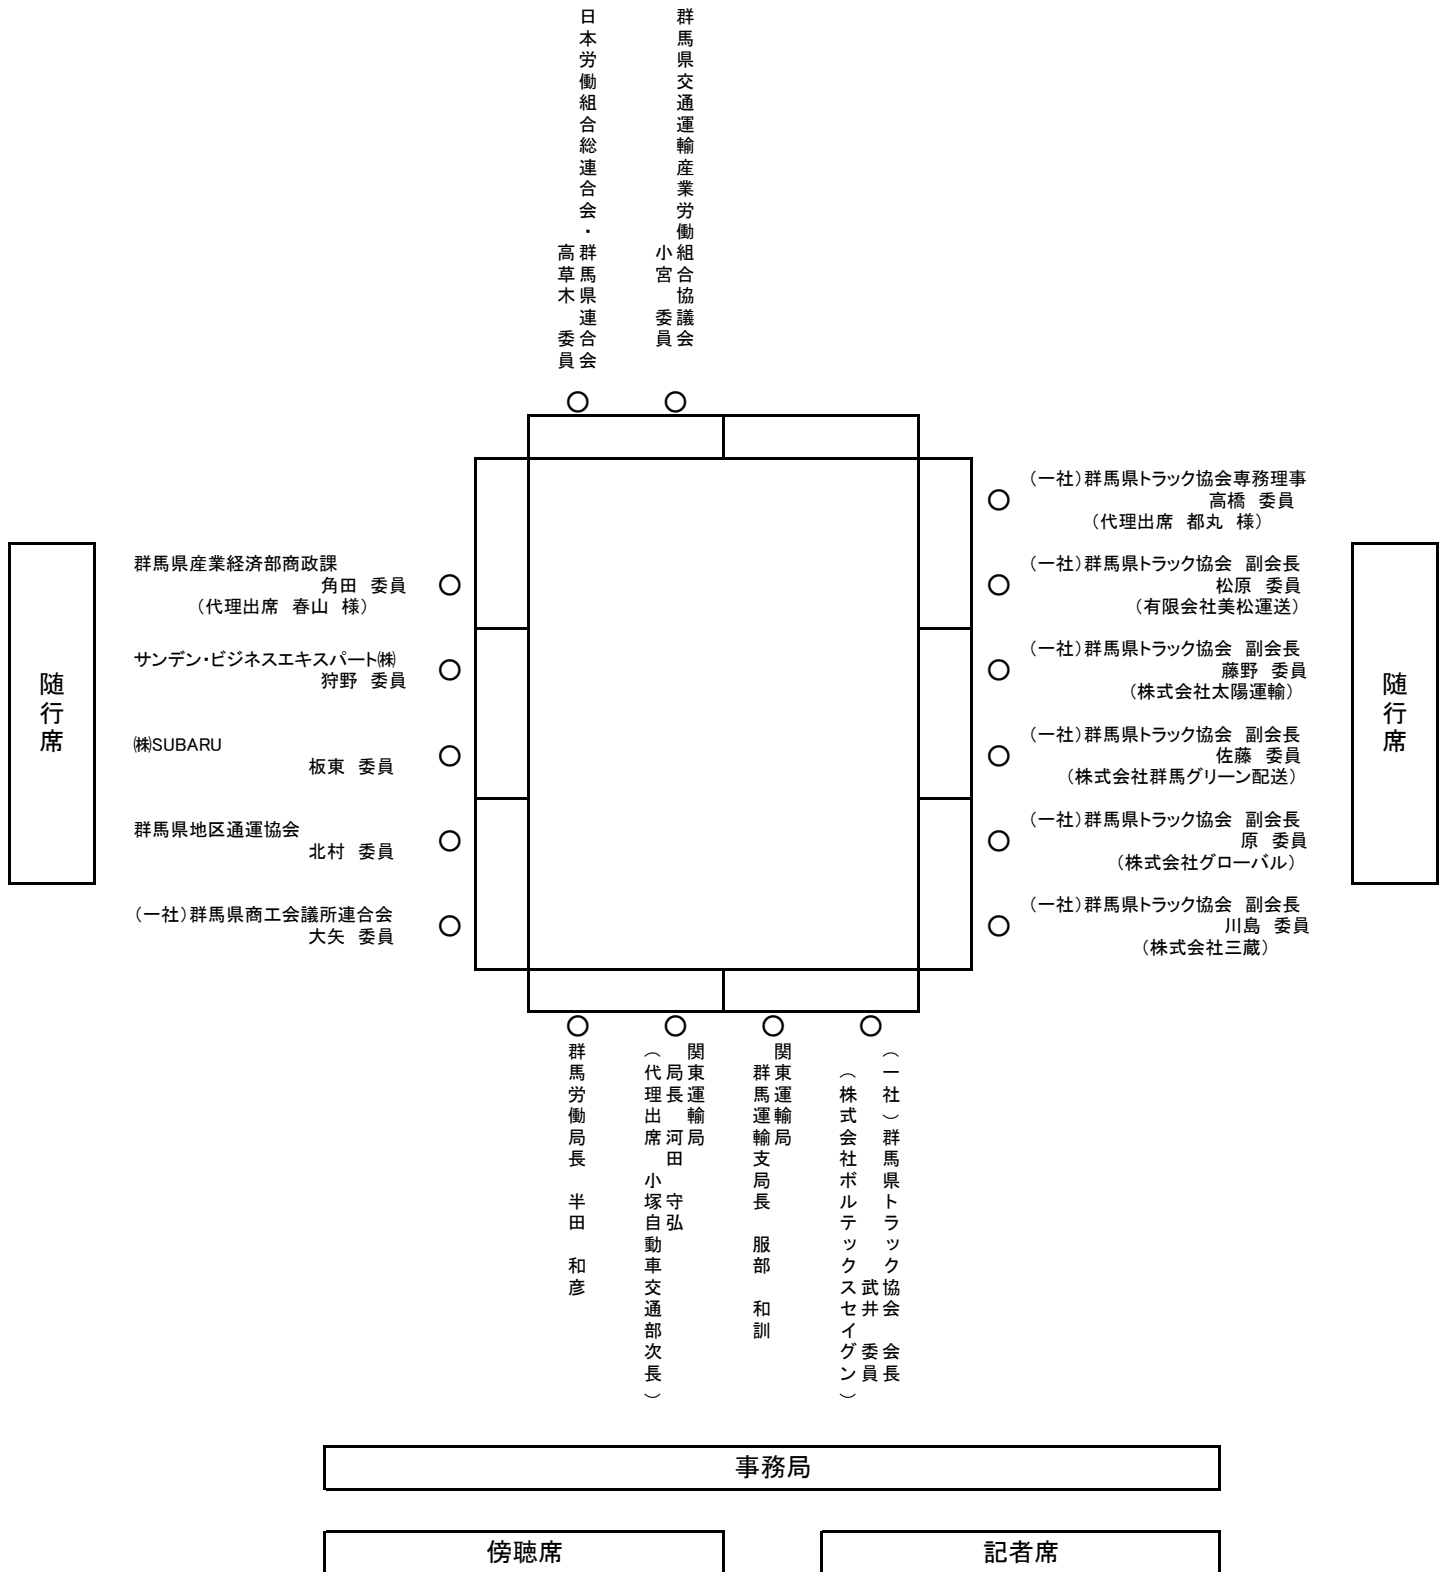 群馬県交通運輸産業労働組合協議会
小宮　委員
日本労働組合総連合会・群馬県連合会
高草木　委員
群馬県産業経済部商政課
角田　委員
（代理出席　春山　様）
サンデン・ビジネスエキスパート㈱
狩野　委員
㈱SUBARU
板東　委員
群馬県地区通運協会
北村　委員
（一社）群馬県商工会議所連合会
大矢　委員
随行席
（一社）群馬県トラック協会専務理事
高橋　委員
（代理出席　都丸　様）
（一社）群馬県トラック協会　副会長
松原　委員
（有限会社美松運送）
（一社）群馬県トラック協会　副会長
藤野　委員
（株式会社太陽運輸）
（一社）群馬県トラック協会　副会長
佐藤　委員
（株式会社群馬グリーン配送）
（一社）群馬県トラック協会　副会長
原　委員
（株式会社グローバル）
（一社）群馬県トラック協会　副会長
川島　委員
（株式会社三蔵）
随行席
（一社）群馬県トラック協会　会長
武井　委員
（株式会社ボルテックスセイグン）
関東運輸局
群馬運輸支局長　服部　和訓
関東運輸局
局長　河田　守弘
（代理出席　小塚自動車交通部次長）
群馬労働局長　半田　和彦
事務局
傍聴席
記者席